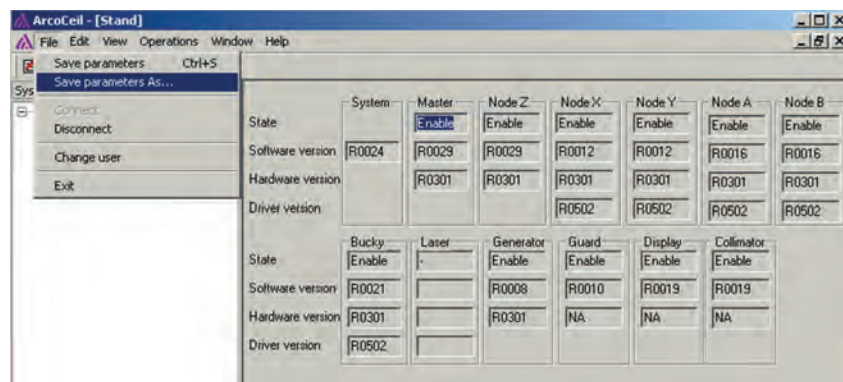 ArcoCeil - [Stand]
File Edit View Operations Window Help
Save parameters Ctrl+S
Save parameters As...
Sys
Connect
Disconnect
Change user
Exit
System Master Node Z Node X Node Y Node A Node B
State Enable Enable Enable Enable Enable Enable
Software version R0024 R0029 R0029 R0012 R0012 R0016 R0016
Hardware version R0301 R0301 R0301 R0301 R0301 R0301
Driver version R0502 R0502 R0502 R0502
Bucky Laser Generator Guard Display Collimator
State Enable - Enable Enable Enable Enable
Software version R0021 R0008 R0010 R0019 R0019
Hardware version R0301 R0301 NA NA NA
Driver version R0502